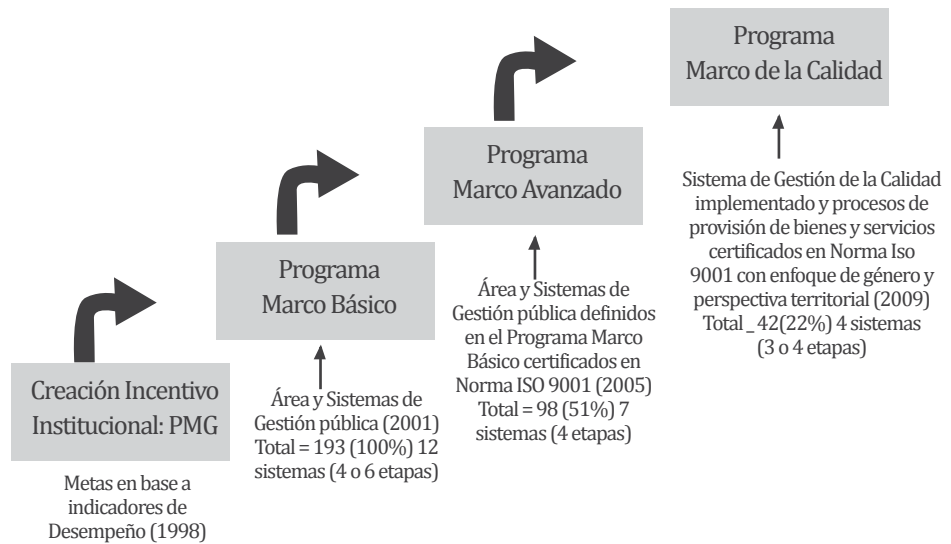 Creación Incentivo
Institucional: PMG
Metas en base a
indicadores de
Desempeño (1998)
Programa
Marco Básico
Área y Sistemas de
Gestión pública (2001)
Total = 193 (100%) 12
sistemas (4 o 6 etapas)
Programa
Marco Avanzado
Área y Sistemas de
Gestión pública definidos
en el Programa Marco
Básico certificados en
Norma ISO 9001 (2005)
Total = 98 (51%) 7
sistemas (4 etapas)
Programa
Marco de la Calidad
Sistema de Gestión de la Calidad
implementado y procesos de
provisión de bienes y servicios
certificados en Norma Iso
9001 con enfoque de género y
perspectiva territorial (2009)
Total _ 42(22%) 4 sistemas
(3 o 4 etapas)